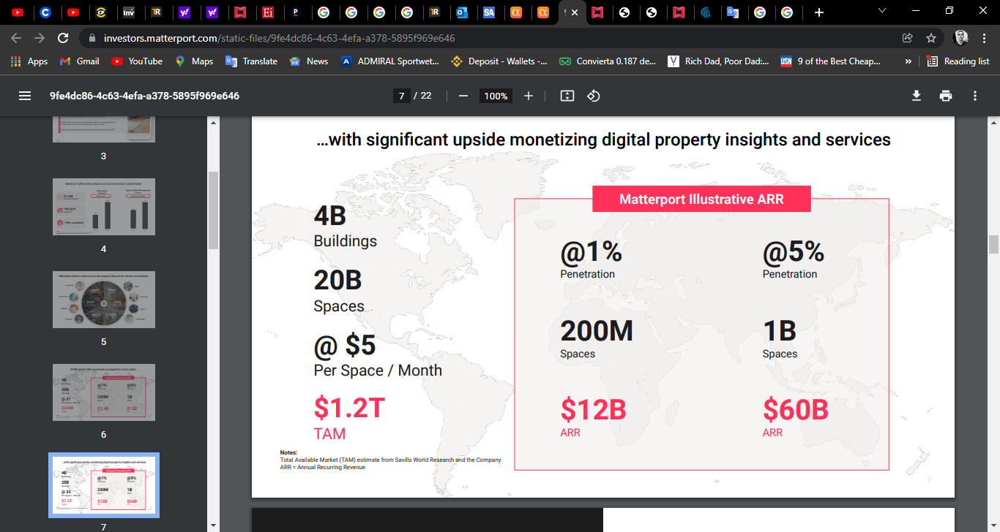 investors.matterport.com/static-files/9fe4dc86-4c63-4efa-a378-5895f969e646
Apps
Gmail
YouTube
Maps
Translate
News
ADMIRAL Sportwet...
Deposit - Wallets -...
Convierta 0.187 de...
Rich Dad, Poor Dad:...
9 of the Best Cheap...
»
Reading list
9fe4dc86-4c63-4efa-a378-5895f969e646
7 / 22
100%
3
4
5
6
7
...with significant upside monetizing digital property insights and services
4B
Buildings
20B
Spaces
@ $5
Per Space / Month
$1.2T
TAM
Matterport Illustrative ARR
@1%
Penetration
@5%
Penetration
200M
Spaces
1B
Spaces
$12B
ARR
$60B
ARR
Notes:
Total Available Market (TAM) estimate from Savills World Research and the Company
ARR = Annual Recurring Revenue
7